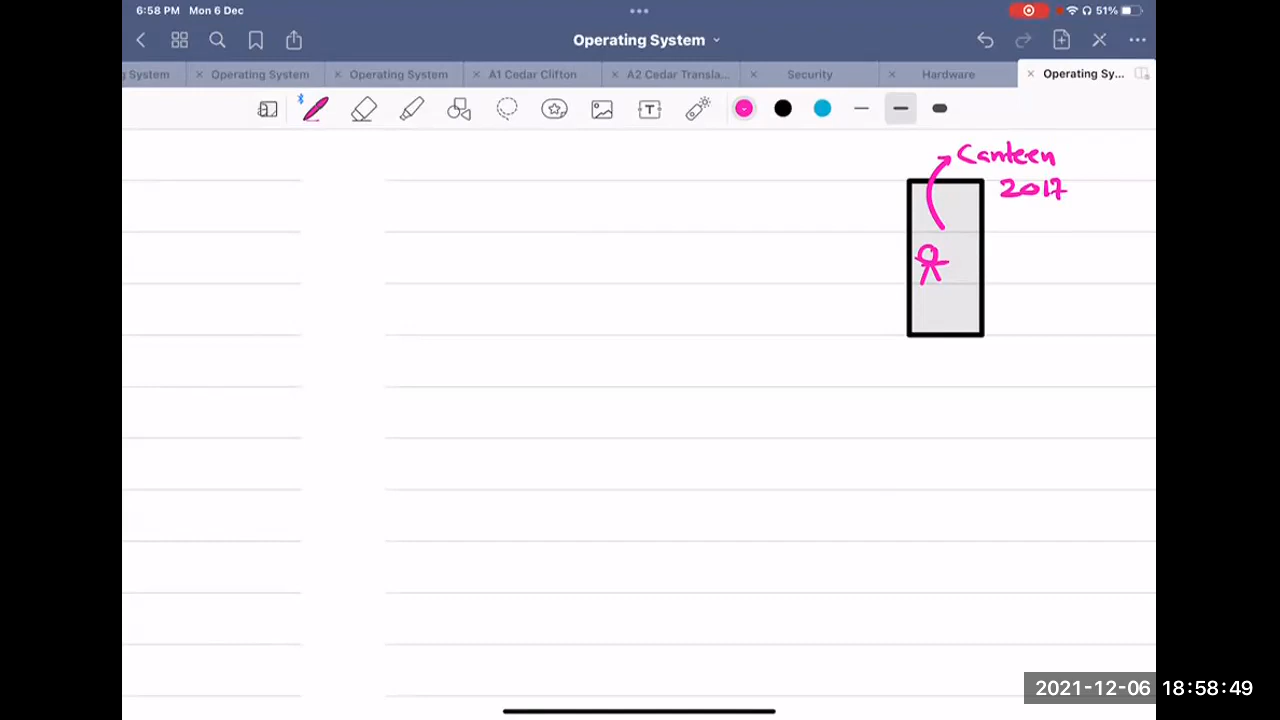 6:58 PM Mon 6 Dec
51%
Operating System
g System
Operating System
Operating System
A1 Cedar Clifton
A2 Cedar Transla...
Security
Hardware
Operating Sy...
T
Canteen
2017
2021-12-06 18:58:49